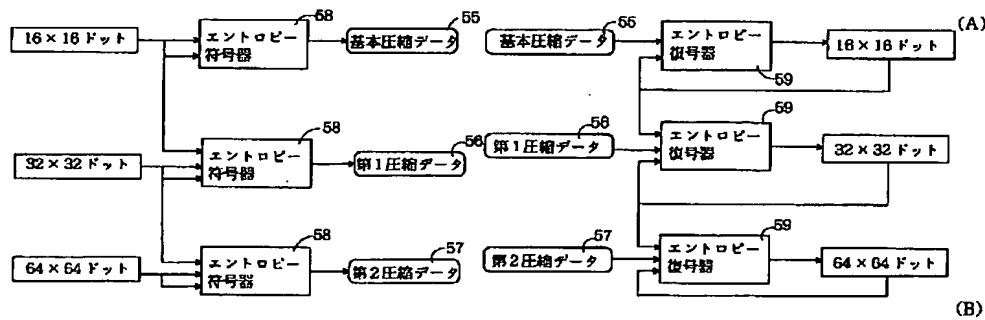 58
55
55
(A)
16×16ドット
エントロピー
符号器
基本圧縮データ
基本圧縮データ
エントロピー
復号器
16×16ドット
59
58
56
56
59
32×32ドット
エントロピー
符号器
第1圧縮データ
第1圧縮データ
エントロピー
復号器
32×32ドット
58
57
57
59
64×64ドット
エントロピー
符号器
第2圧縮データ
第2圧縮データ
エントロピー
復号器
64×64ドット
(B)